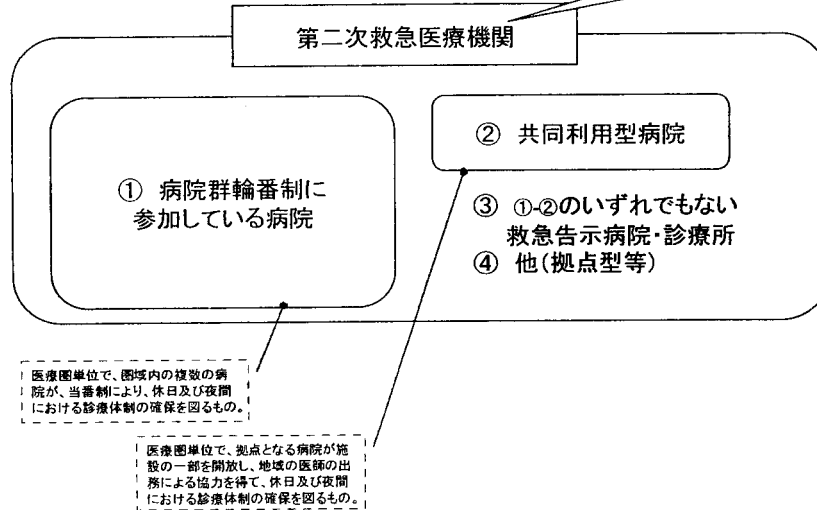 第二次救急医療機関
① 病院群輪番制に
参加している病院
② 共同利用型病院
③ ①-②のいずれでもない
救急告示病院・診療所
④ 他(拠点型等)
医療圏単位で、圏域内の複数の病
院が、当番制により、休日及び夜間
における診療体制の確保を図るもの。
医療圏単位で、拠点となる病院が施
設の一部を開放し、地域の医師の出
務による協力を得て、休日及び夜間
における診療体制の確保を図るもの。